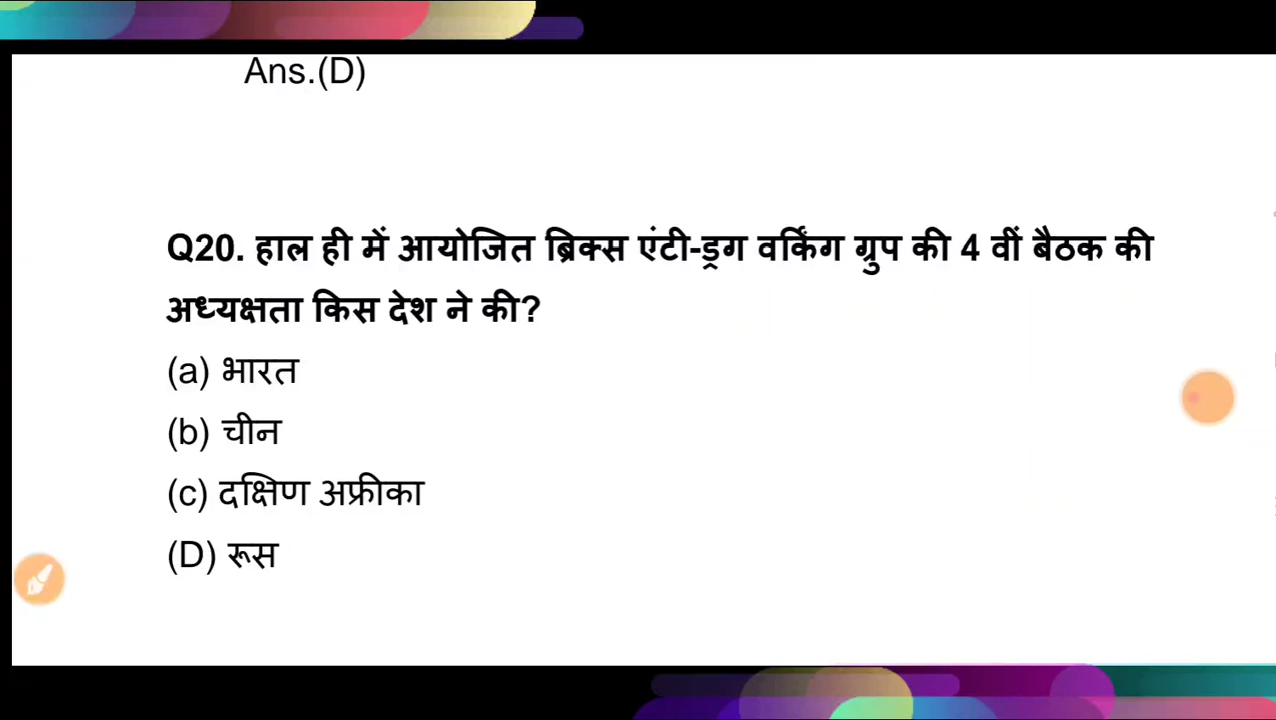 Ans.(D)
Q20. हाल ही में आयोजित ब्रिक्स एंटी-ड्रग वर्किंग ग्रुप की 4 वीं बैठक की
अध्यक्षता किस देश ने की?
(a) भारत
(b) चीन
(c) दक्षिण अफ्रीका
(D) रूस